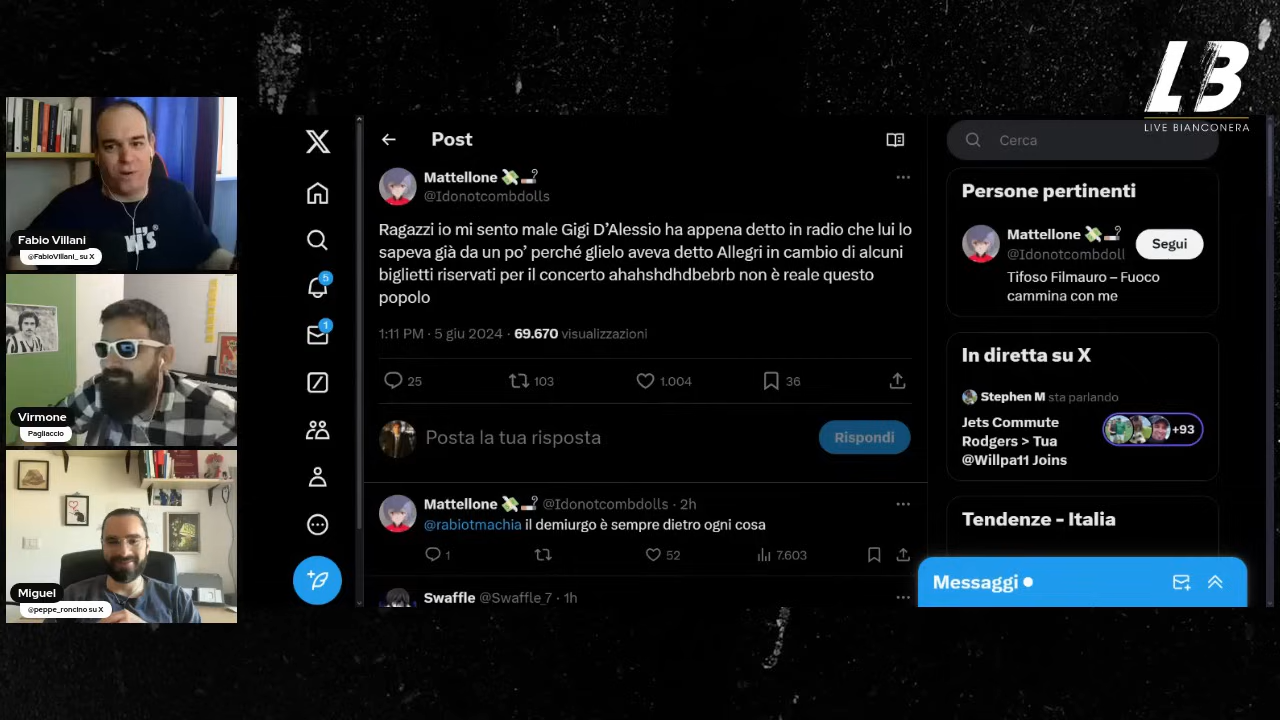 LB
LIVE BIANCONERA
Fabio Villani
@FabioVillani_ su X
Virmone
Pagliaccio
Miguel
@peppe_roncino su X
Post
Mattellone
@Idonotcombdolls
Ragazzi io mi sento male Gigi D’Alessio ha appena detto in radio che lui lo
sapeva già da un po’ perché glielo aveva detto Allegri in cambio di alcuni
biglietti riservati per il concerto ahahshdhdbebrb non è reale questo
popolo
1:11 PM · 5 giu 2024 · 69.670 visualizzazioni
25 103 1.004 36
Posta la tua risposta
Rispondi
Mattellone @Idonotcombdolls · 2h
@rabiotmachia il demiurgo è sempre dietro ogni cosa
1 52 7.603
Swaffle @Swaffle_7 · 1h
5
1
Cerca
Persone pertinenti
Mattellone
@Idonotcombdoll
Segui
Tifoso Filmauro – Fuoco
cammina con me
In diretta su X
Stephen M sta parlando
Jets Commute
Rodgers > Tua
@Willpa11 Joins
+93
Tendenze - Italia
Messaggi